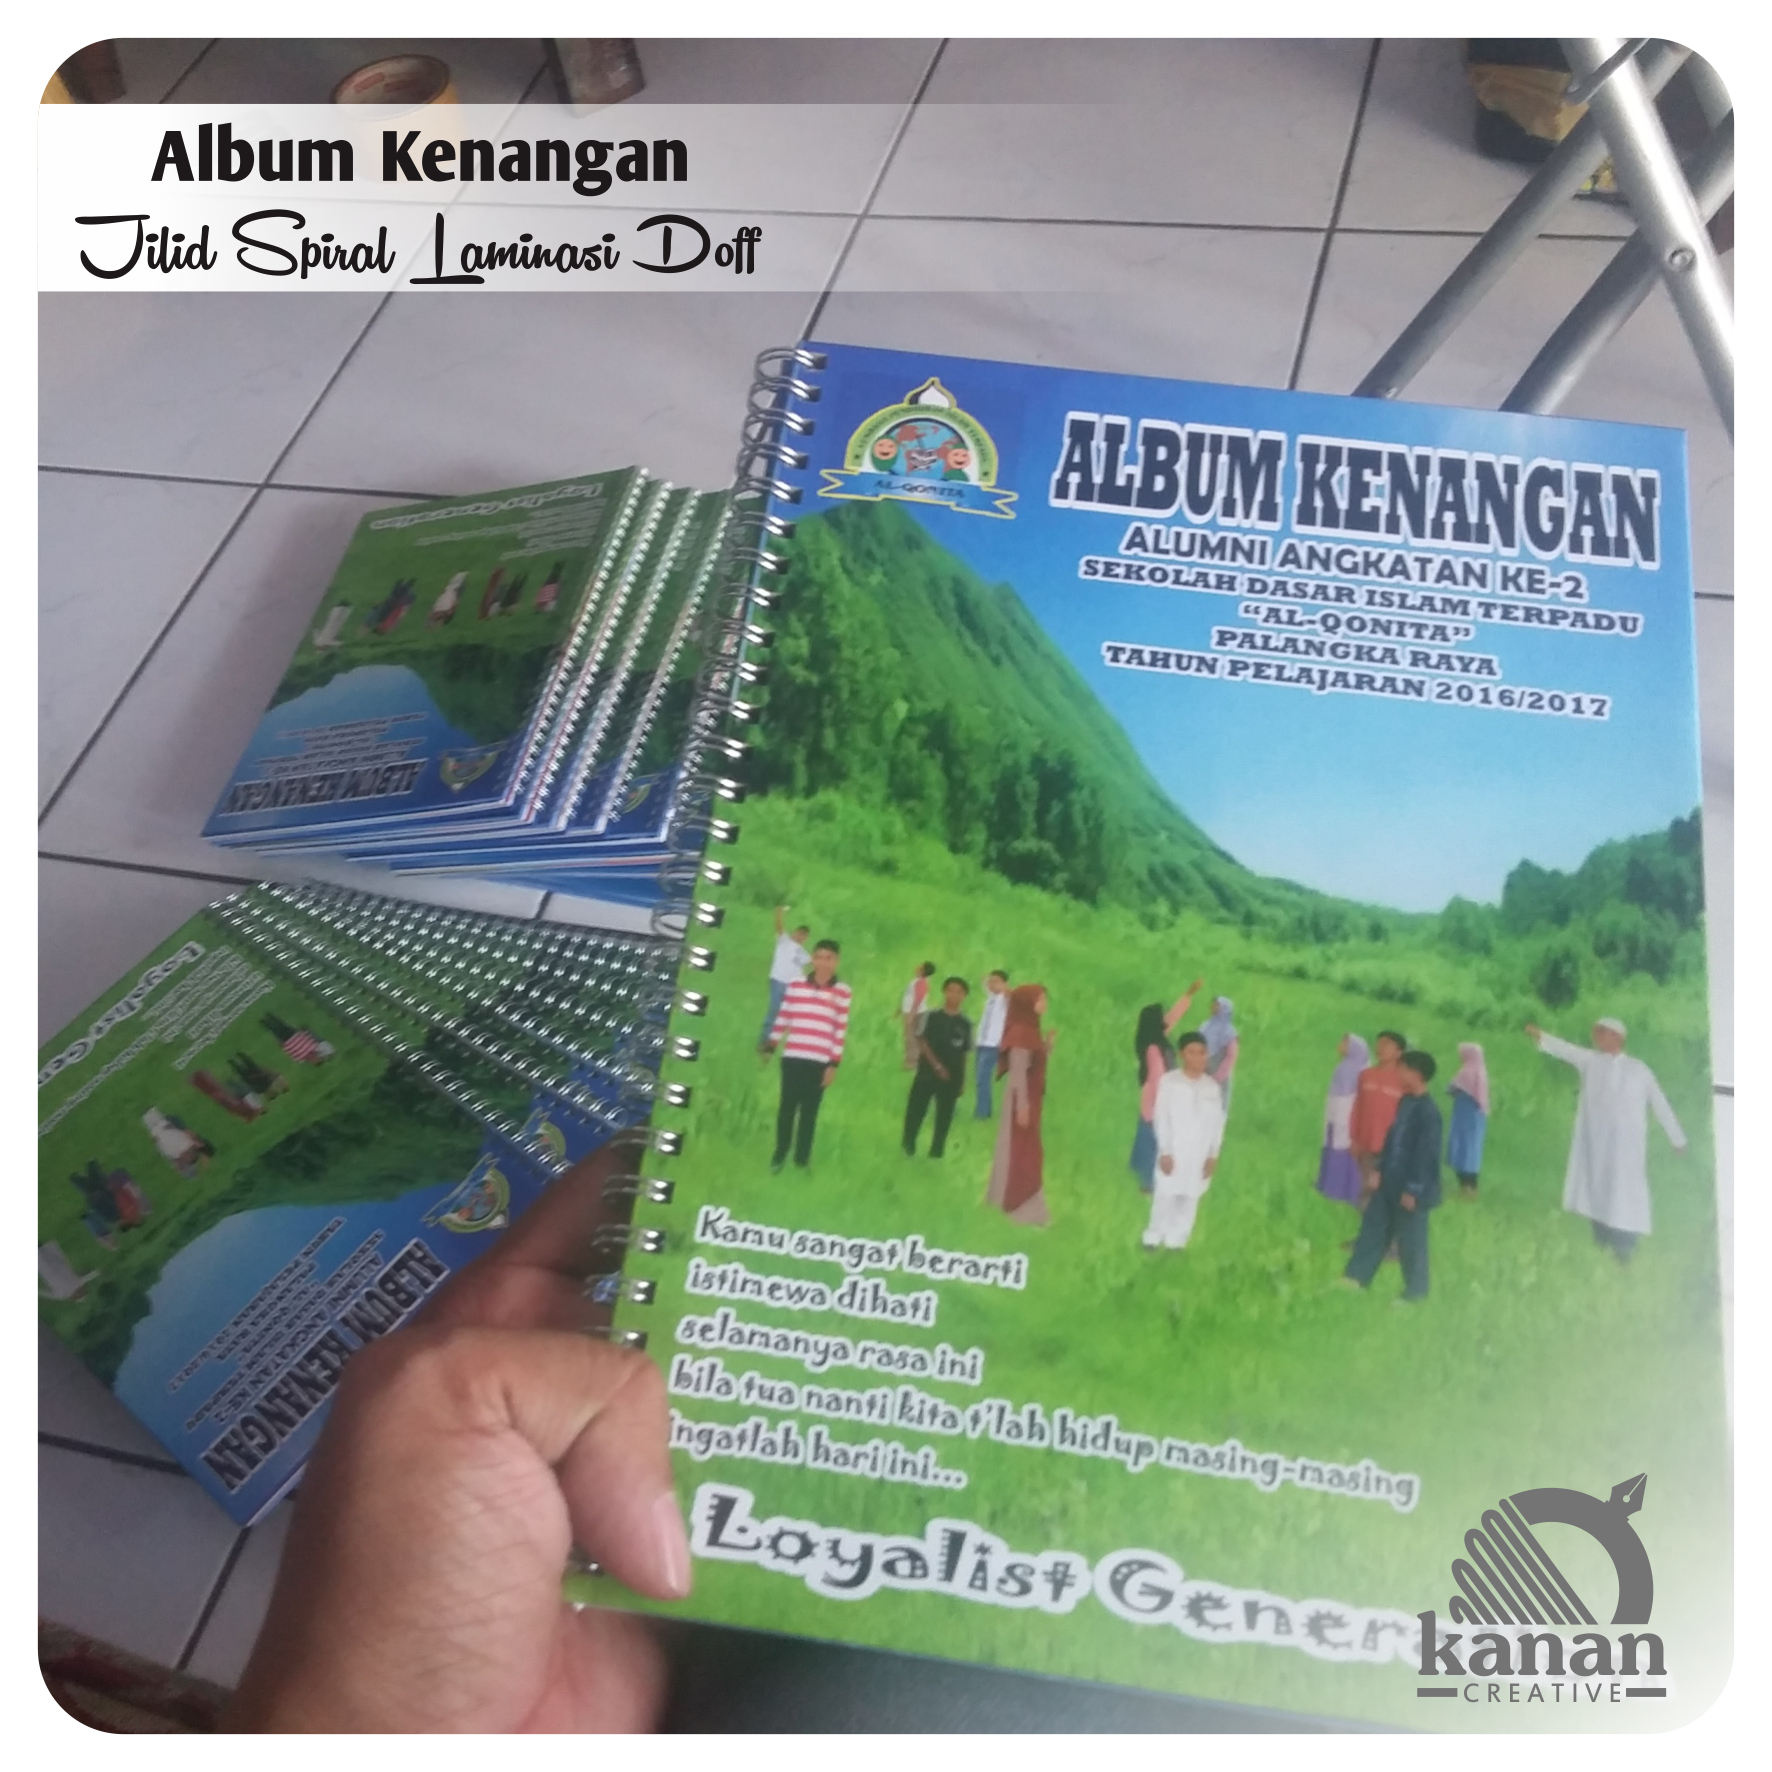 Album Kenangan
Jilid Spiral Laminasi Doff
AL-QONITA
ALBUM KENANGAN
ALUMNI ANGKATAN KE-2
SEKOLAH DASAR ISLAM TERPADU
“AL-QONITA”
PALANGKA RAYA
TAHUN PELAJARAN 2016/2017
Kamu sangat berarti
istimewa dihati
selamanya rasa ini
bila tua nanti kita t'lah hidup masing-masing
ingatlah hari ini...
Loyalist
kanan
CREATIVE
Loyalist Generation
ALBUM KENANGAN
ALBUM KENANGAN